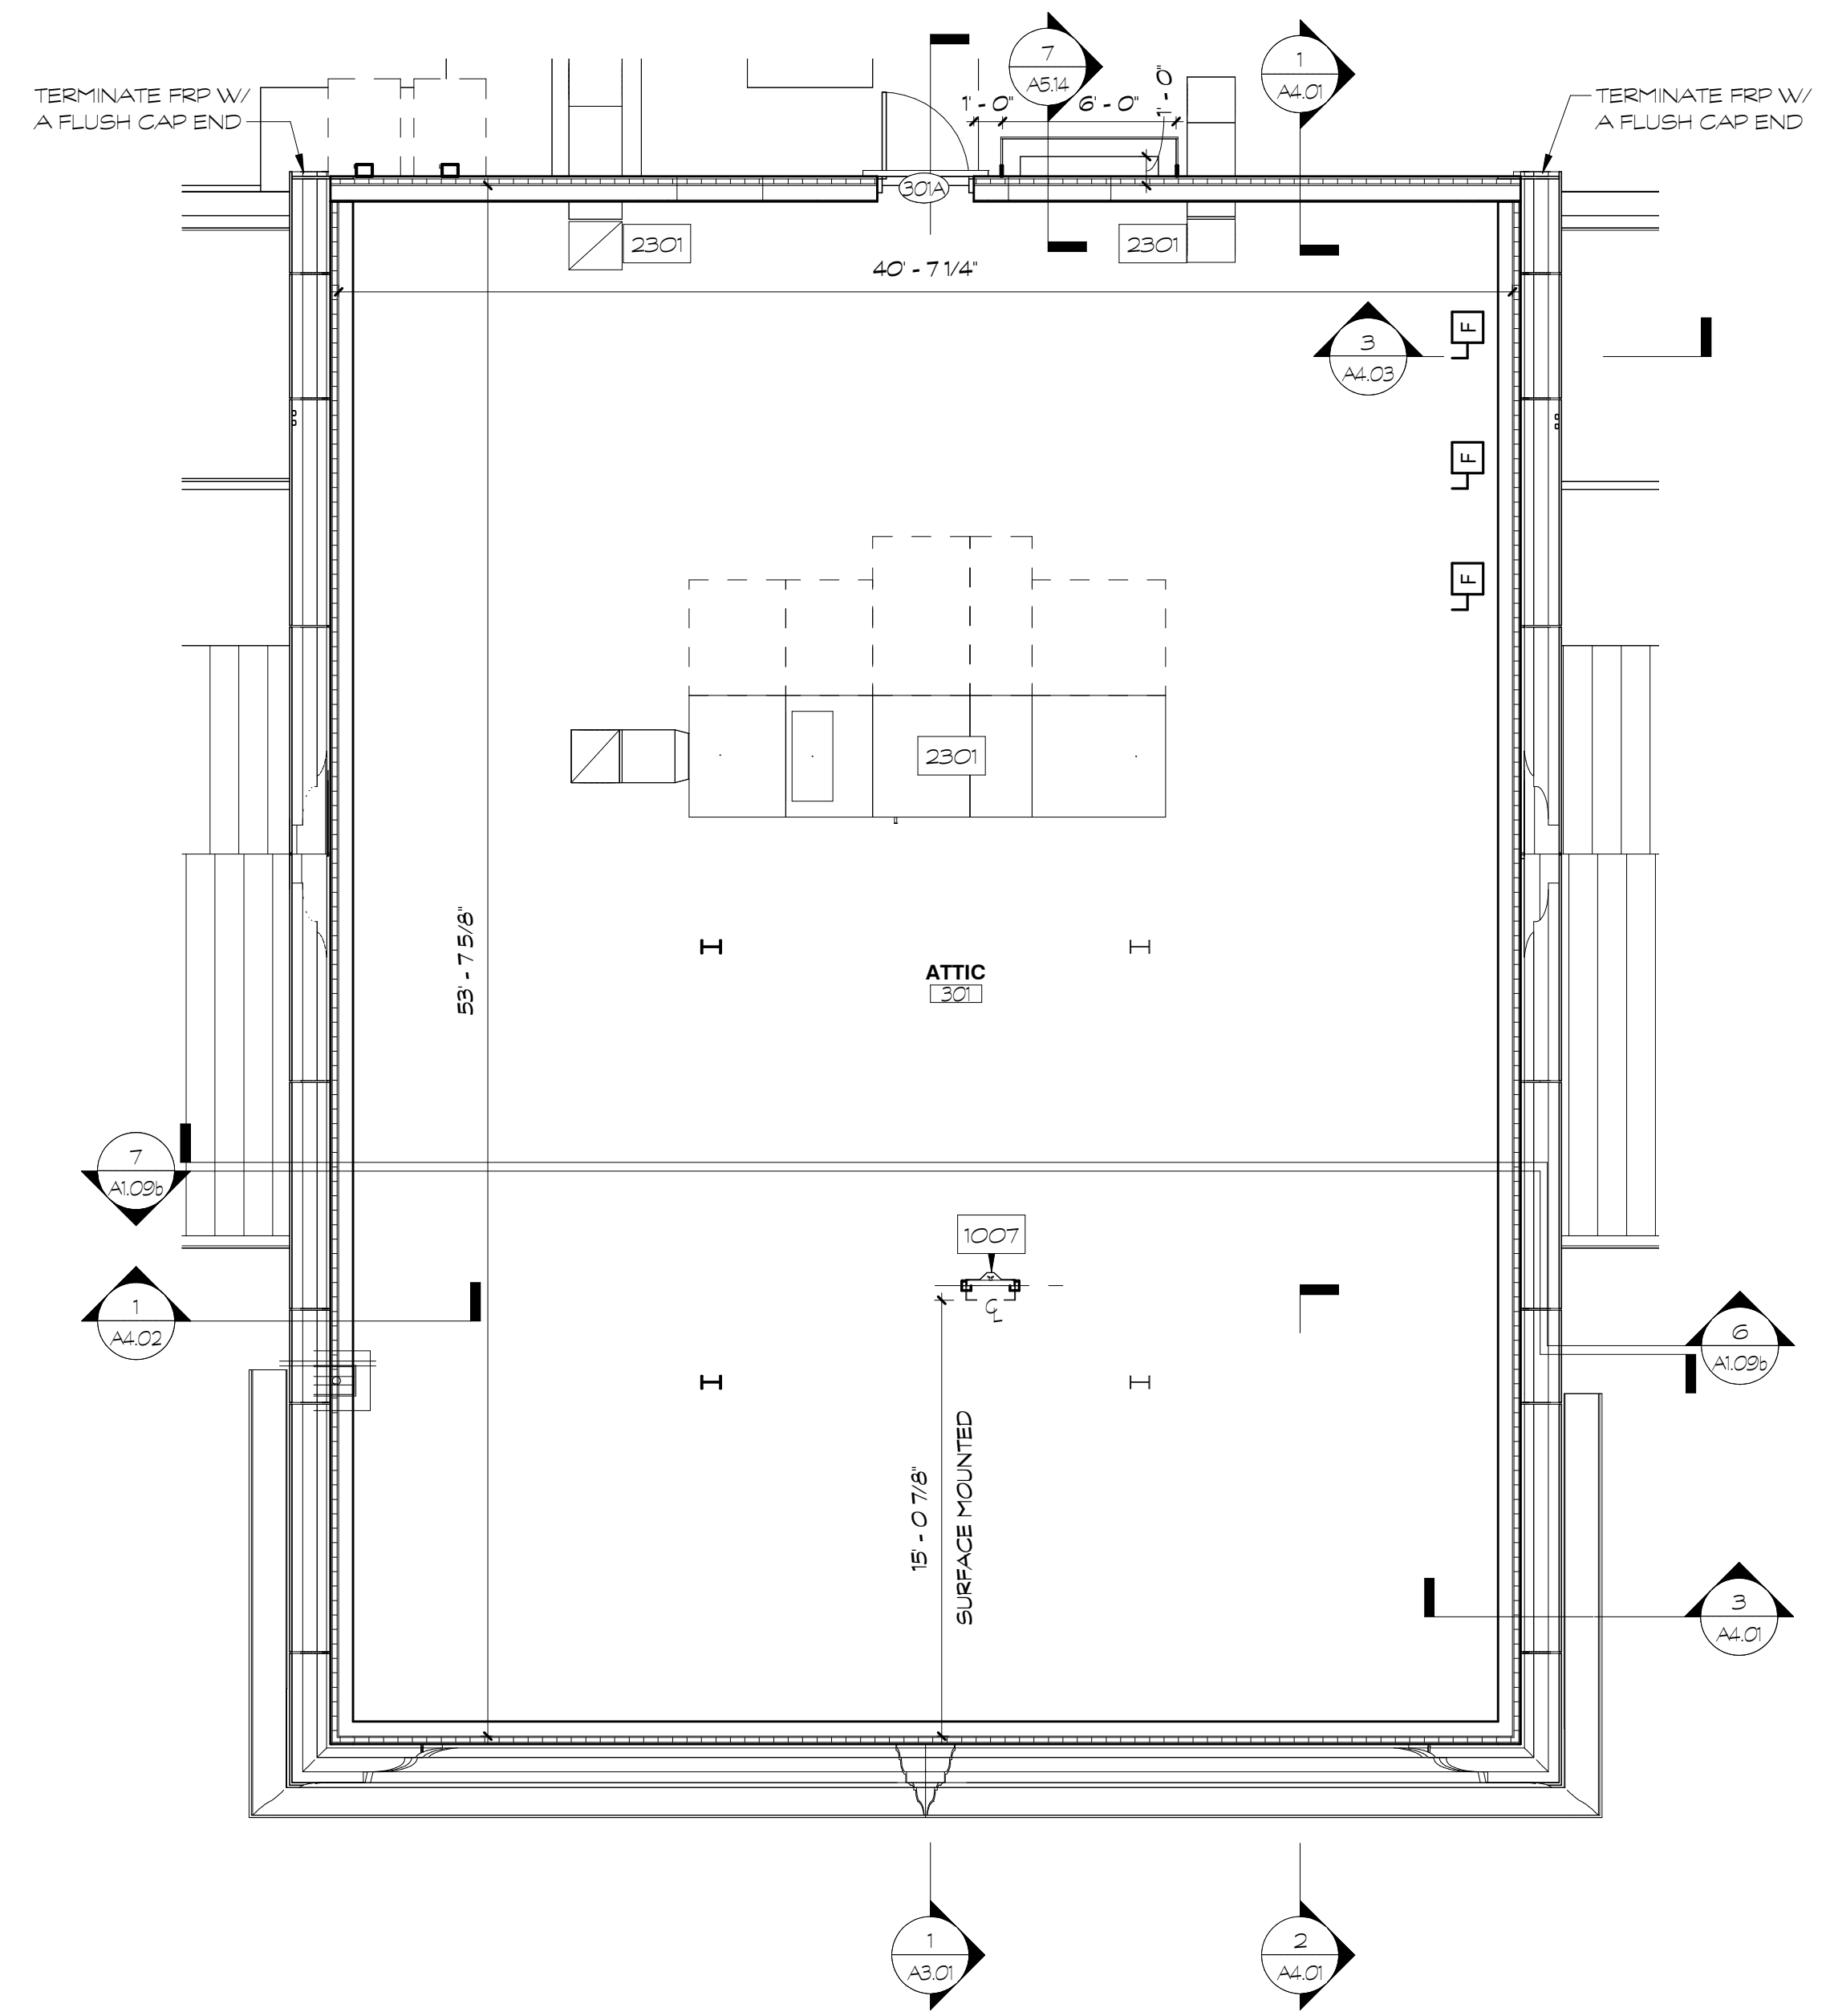 7
A5.14
1
A4.01
TERMINATE FRP W/
A FLUSH CAP END
1' - 0"
6' - 0"
1' - 0"
TERMINATE FRP W/
A FLUSH CAP END
301A
2301
2301
40' - 7 1/4"
F
3
A4.03
F
F
2301
53' - 7 5/8"
ATTIC
301
7
A1.09b
1007
1
A4.02
CL
6
A1.09b
15' - 0 7/8"
SURFACE MOUNTED
3
A4.01
1
A3.01
2
A4.01